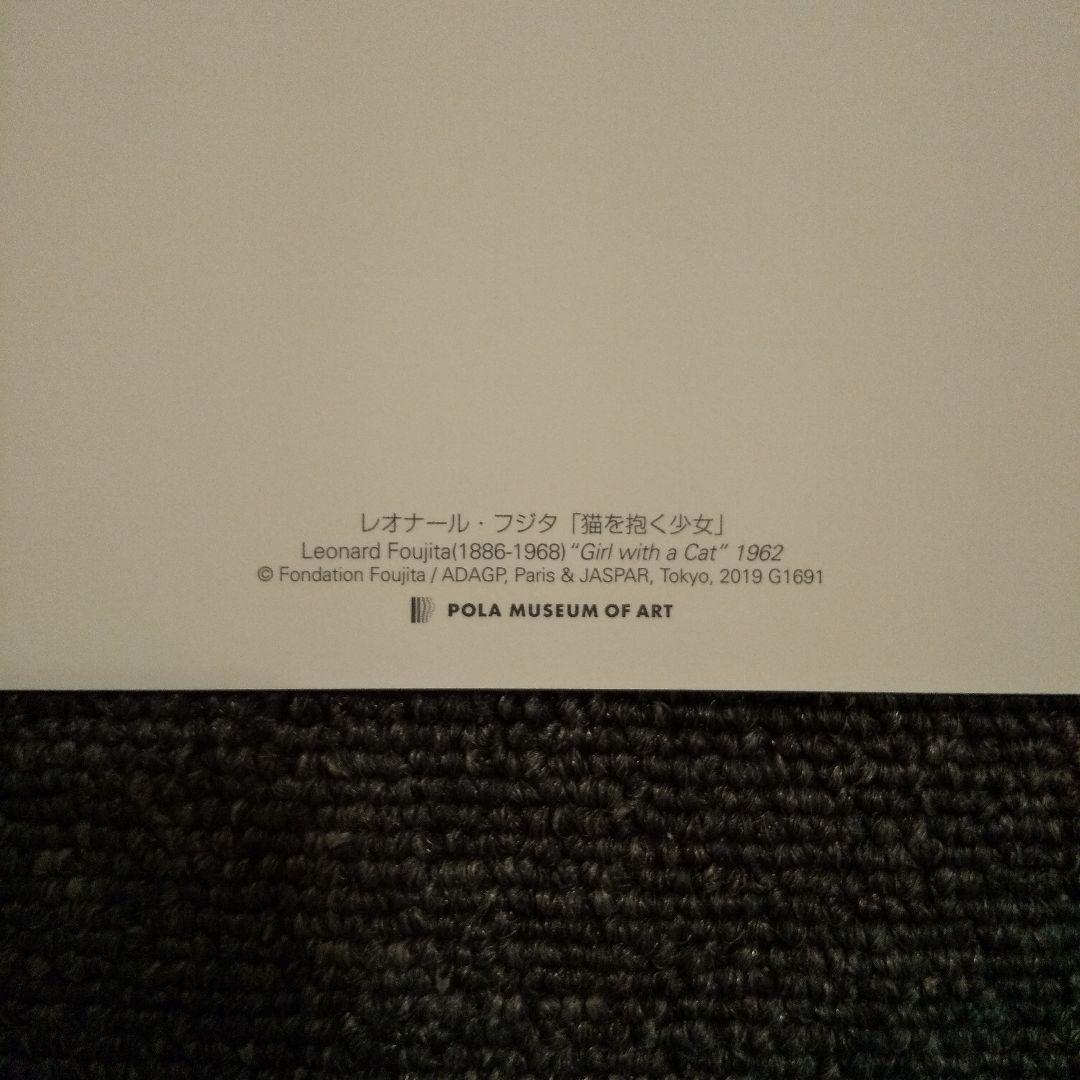 レオナール・フジタ「猫を抱く少女」
Leonard Foujita(1886-1968) “Girl with a Cat” 1962
© Fondation Foujita / ADAGP, Paris & JASPAR, Tokyo, 2019 G1691
POLA MUSEUM OF ART